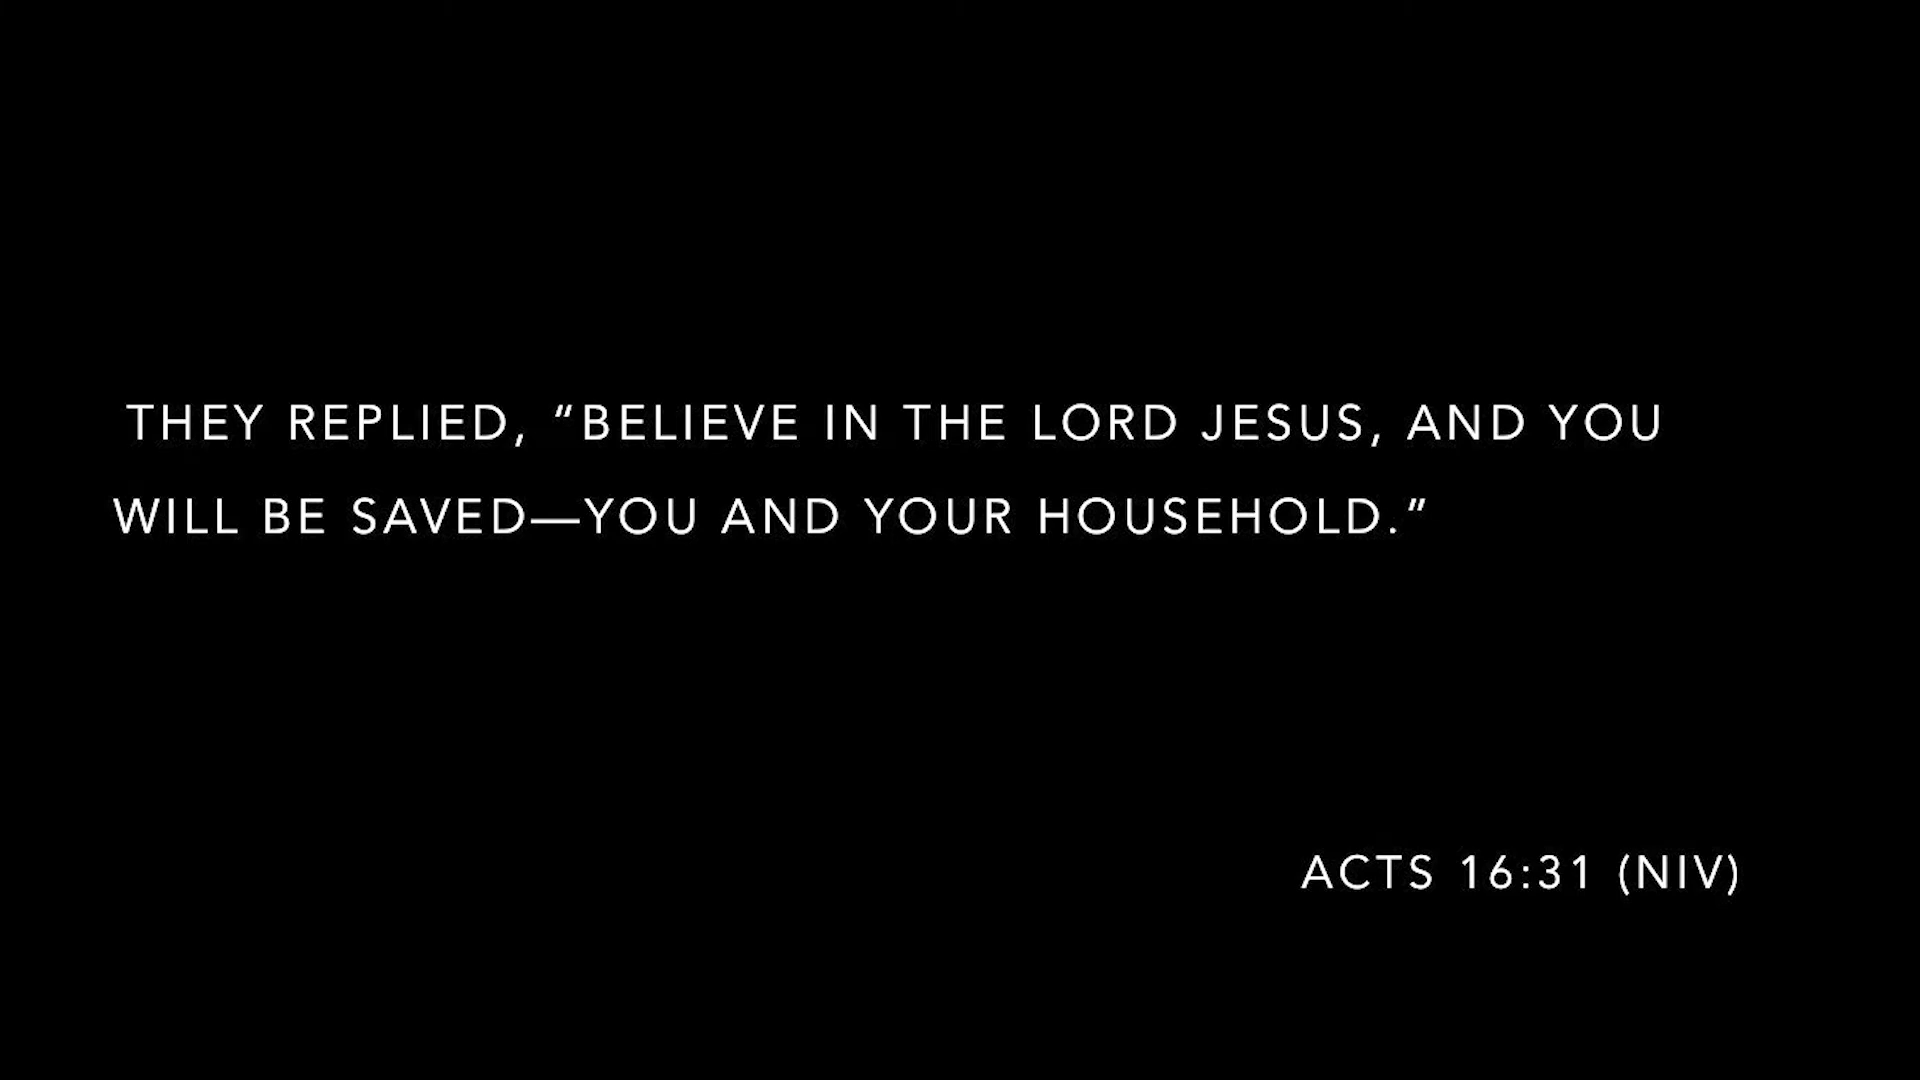 THEY REPLIED, “BELIEVE IN THE LORD JESUS, AND YOU
WILL BE SAVED—YOU AND YOUR HOUSEHOLD.”
ACTS 16:31 (NIV)